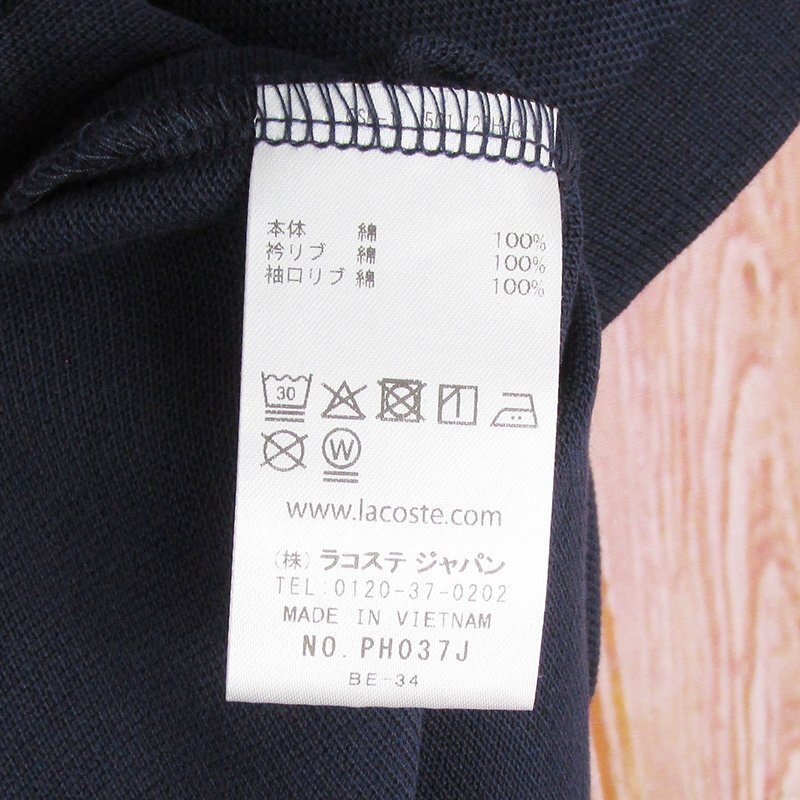 本体 綿 100%
衿リブ 綿 100%
袖口リブ 綿 100%
30
W
www.lacoste.com
(株) ラコステ ジャパン
TEL:0120-37-0202
MADE IN VIETNAM
NO. PH037J
BE-34